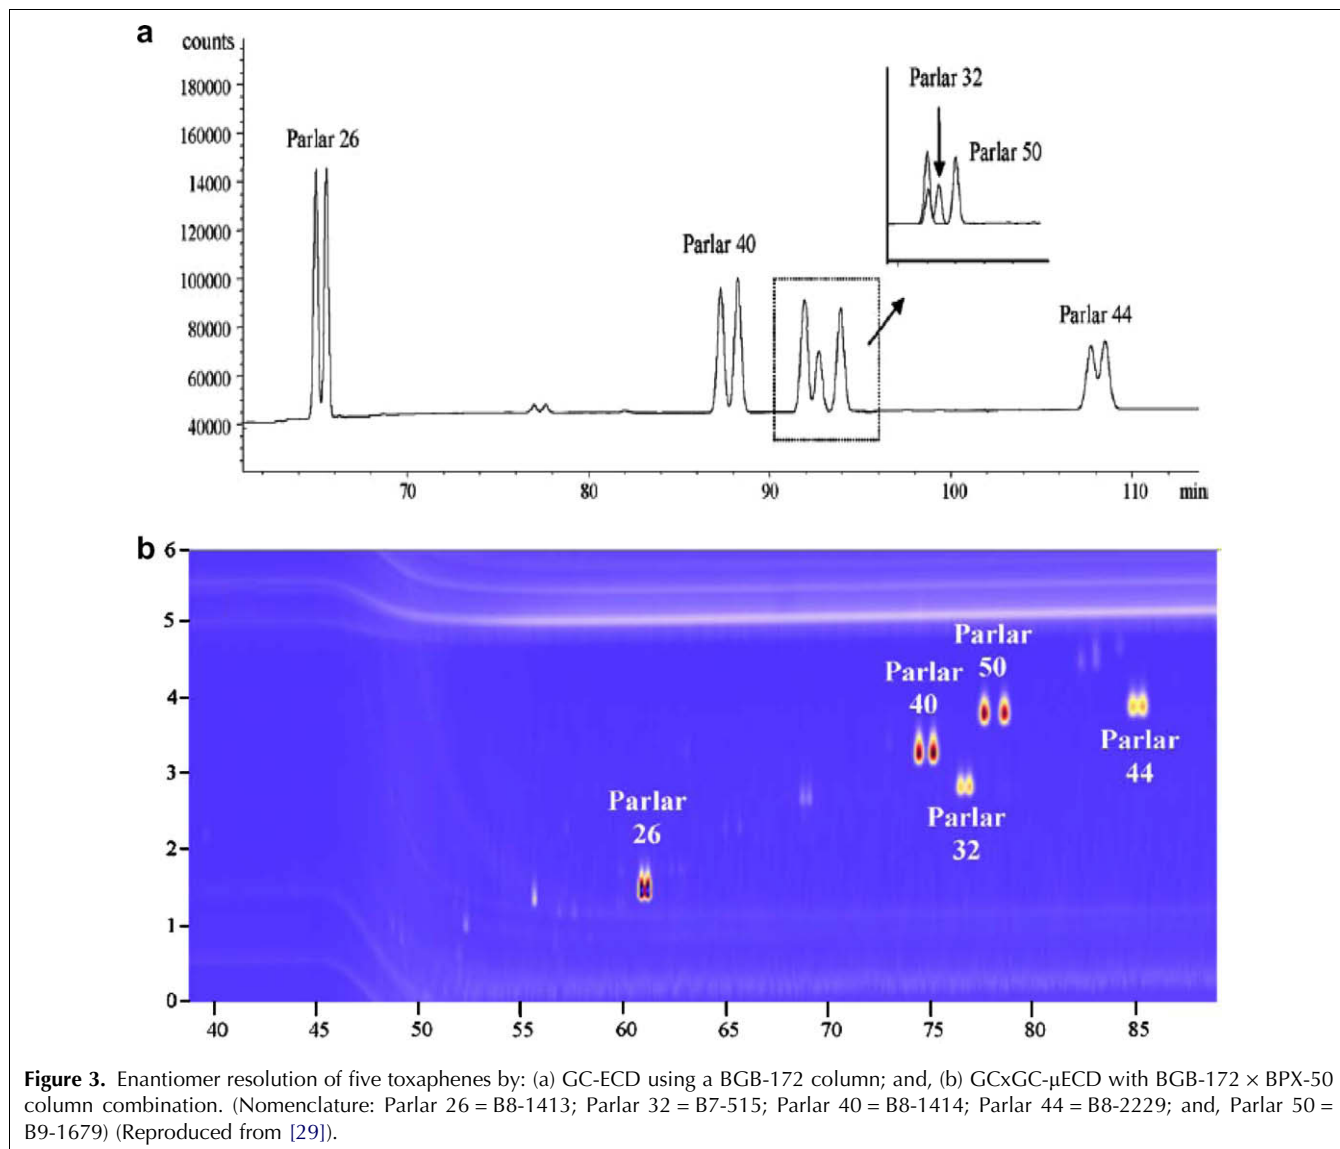 a
counts
180000
160000
14000
120000
100000
80000
60000
40000
Parlar 26
Parlar 40
Parlar 32
Parlar 50
Parlar 44
70
80
90
100
110
min
b
6
5
4
3
2
1
0
Parlar
26
Parlar
40
Parlar
50
Parlar
32
Parlar
44
40
45
50
55
60
65
70
75
80
85
Figure 3. Enantiomer resolution of five toxaphenes by: (a) GC-ECD using a BGB-172 column; and, (b) GCxGC-μECD with BGB-172 × BPX-50
column combination. (Nomenclature: Parlar 26 = B8-1413; Parlar 32 = B7-515; Parlar 40 = B8-1414; Parlar 44 = B8-2229; and, Parlar 50 =
B9-1679) (Reproduced from [29]).